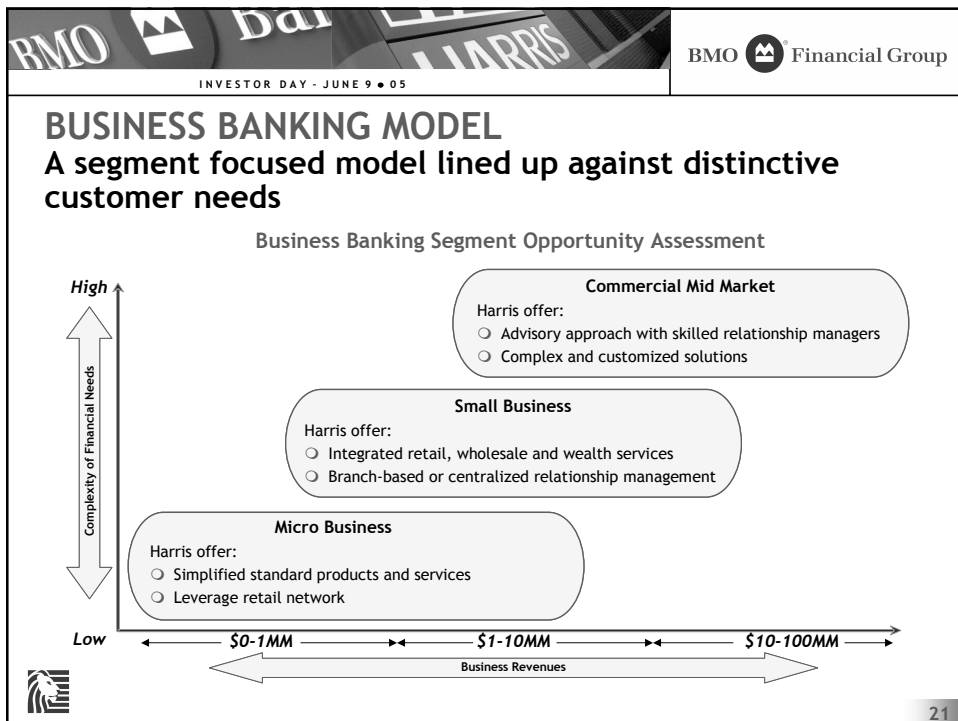 BMO
Ban
HARRIS
BMO Financial Group
INVESTOR DAY - JUNE 9 ● 05
BUSINESS BANKING MODEL
A segment focused model lined up against distinctive
customer needs
Business Banking Segment Opportunity Assessment
High
Complexity of Financial Needs
Low
Commercial Mid Market
Harris offer:
❍ Advisory approach with skilled relationship managers
❍ Complex and customized solutions
Small Business
Harris offer:
❍ Integrated retail, wholesale and wealth services
❍ Branch-based or centralized relationship management
Micro Business
Harris offer:
❍ Simplified standard products and services
❍ Leverage retail network
$0-1MM $1-10MM $10-100MM
Business Revenues
21